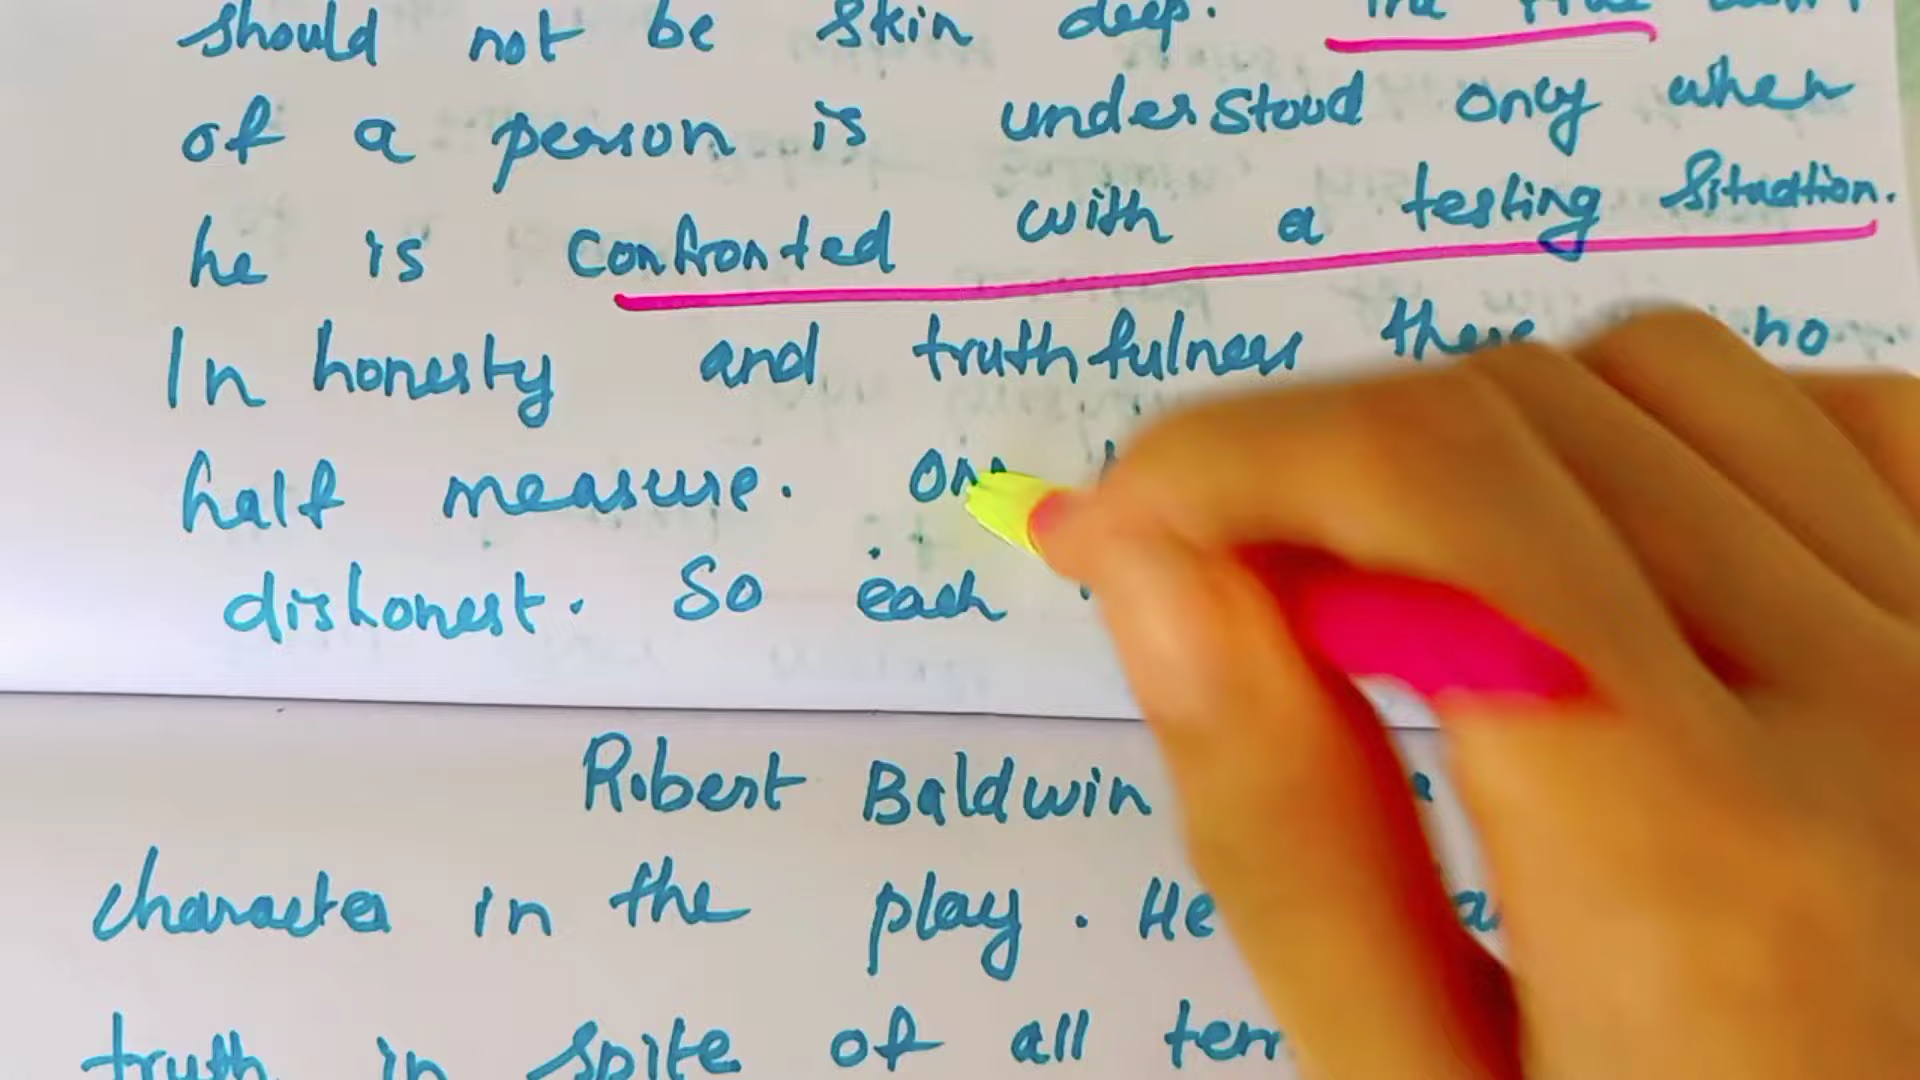 should not be skin deep.
of a person is understood only when
he is confronted with a testing situation.
In honesty and truthfulness there no
half measure.
dishonest. So each
Robert Baldwin
character in the play. He
truth in spite of all